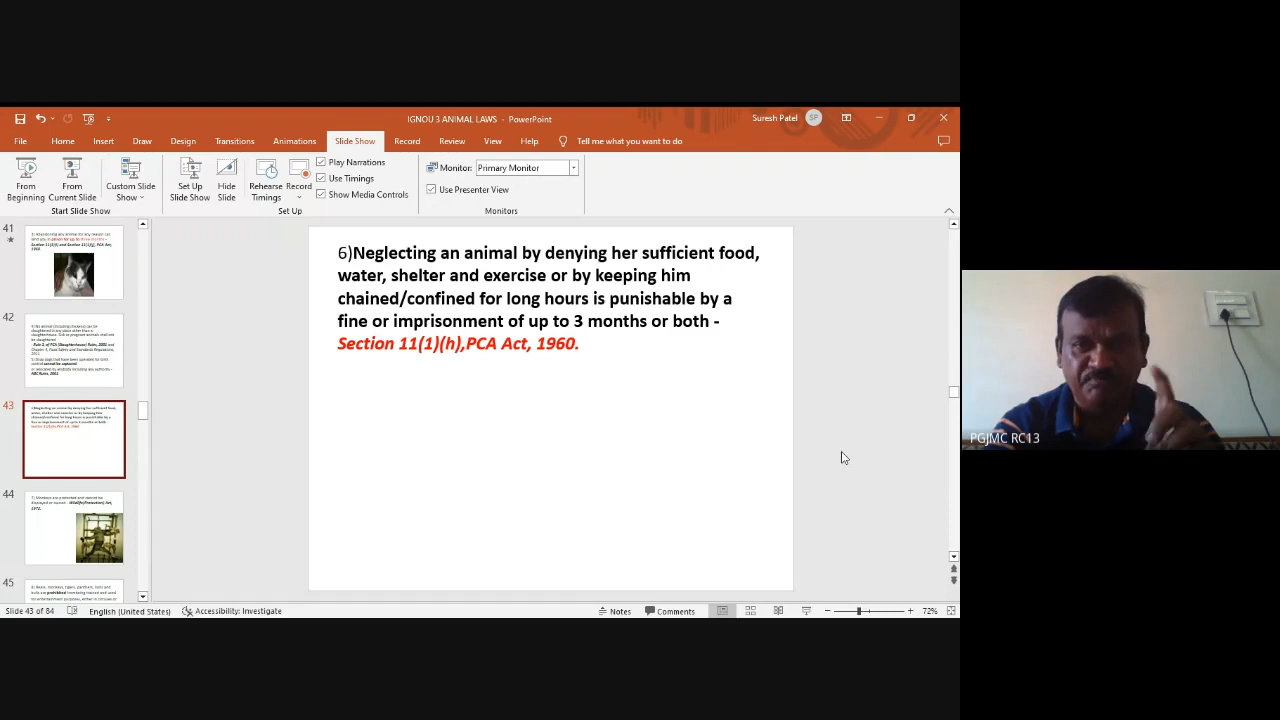 IGNOU 3 ANIMAL LAWS - PowerPoint
Suresh Patel
SP
File Home Insert Draw Design Transitions Animations Slide Show Record Review View Help Tell me what you want to do
From Beginning
From Current Slide
Custom Slide Show
Set Up Slide Show
Hide Slide
Rehearse Timings
Record
Play Narrations
Use Timings
Show Media Controls
Monitor: Primary Monitor
Use Presenter View
Start Slide Show
Set Up
Monitors
41
42
43
44
45
6)Neglecting an animal by denying her sufficient food,
water, shelter and exercise or by keeping him
chained/confined for long hours is punishable by a
fine or imprisonment of up to 3 months or both -
Section 11(1)(h),PCA Act, 1960.
PGJMC RC13
Slide 43 of 84
English (United States)
Accessibility: Investigate
Notes
Comments
72%